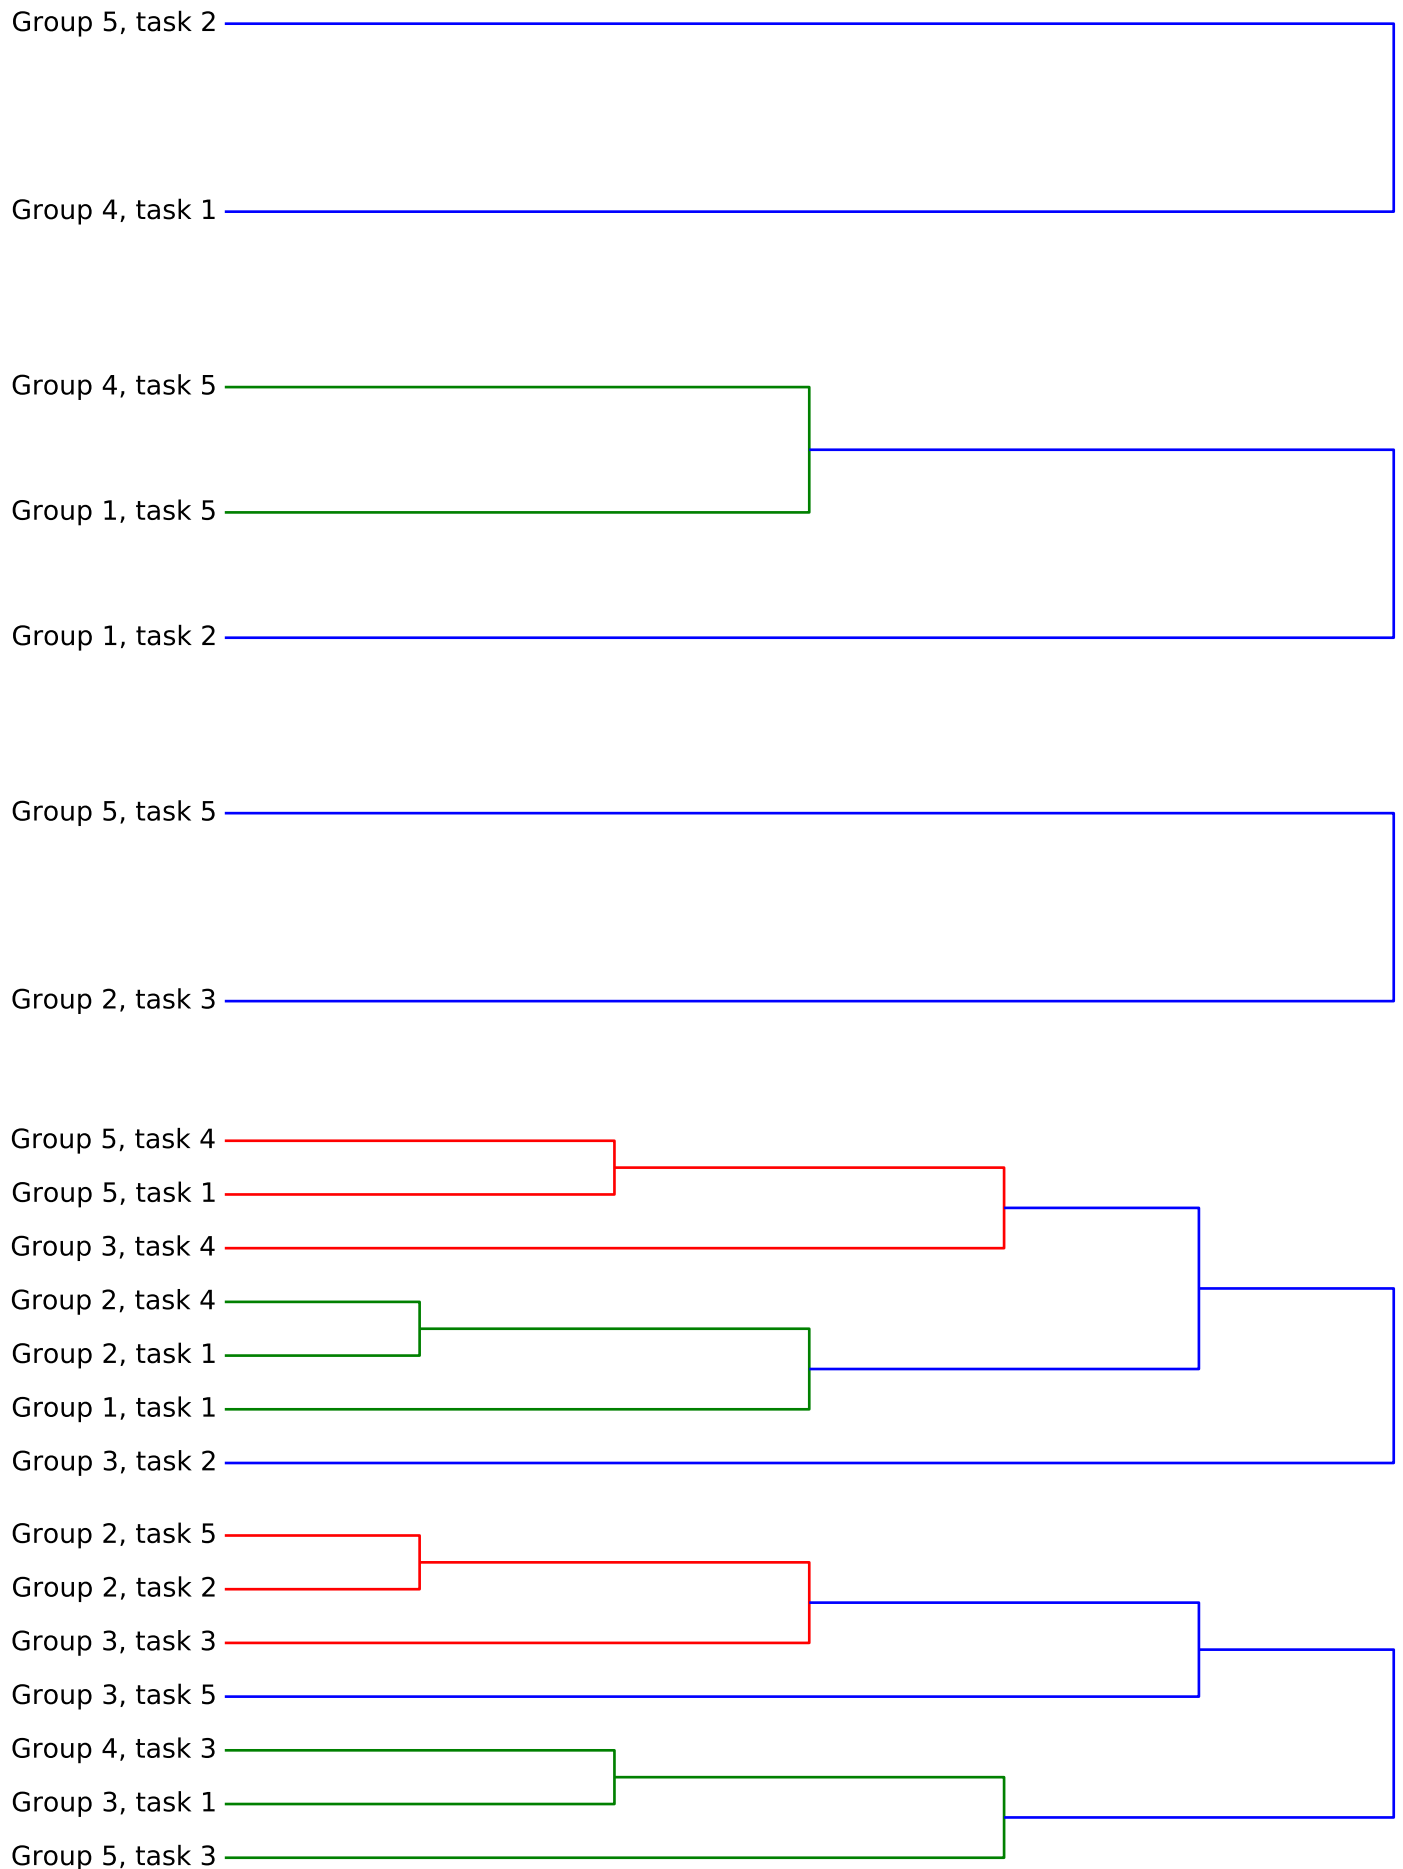 Group 5, task 2
Group 4, task 1
Group 4, task 5
Group 1, task 5
Group 1, task 2
Group 5, task 5
Group 2, task 3
Group 5, task 4
Group 5, task 1
Group 3, task 4
Group 2, task 4
Group 2, task 1
Group 1, task 1
Group 3, task 2
Group 2, task 5
Group 2, task 2
Group 3, task 3
Group 3, task 5
Group 4, task 3
Group 3, task 1
Group 5, task 3